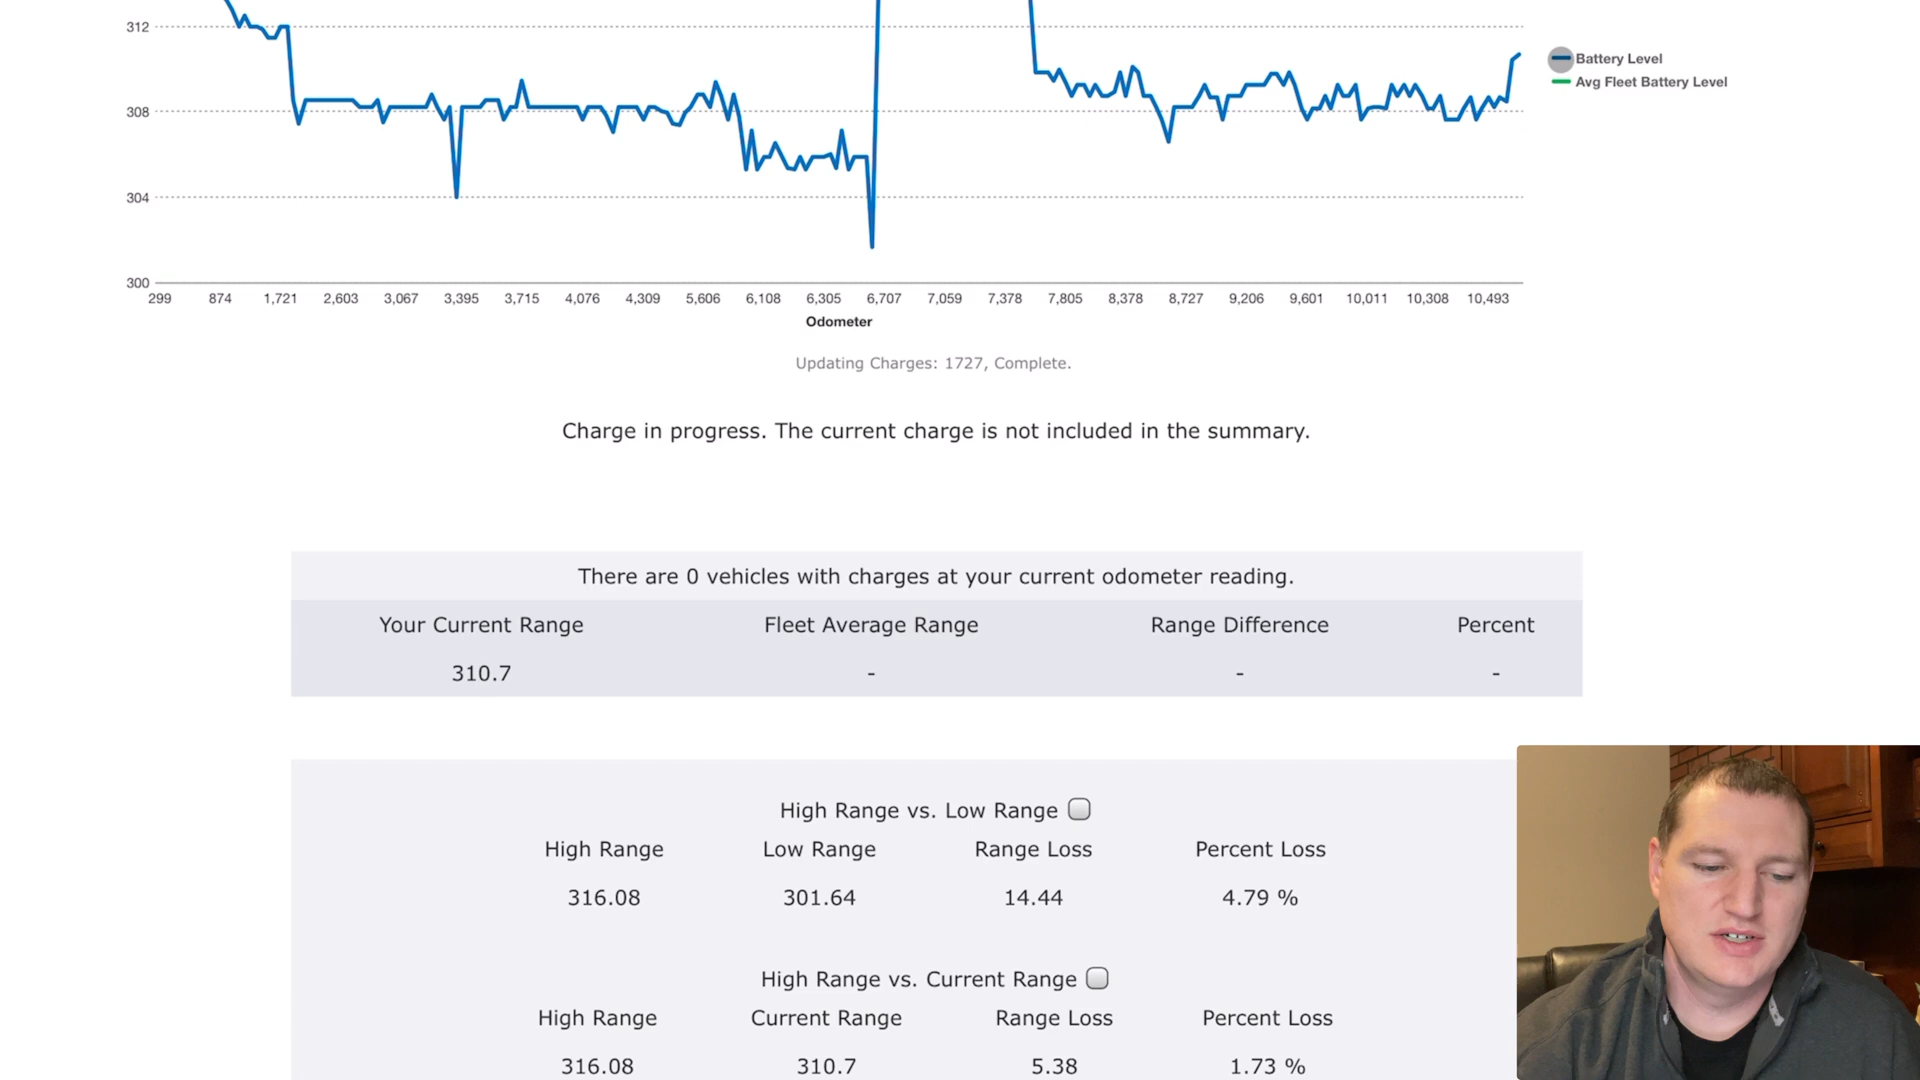 312
308
304
300
Battery Level
Avg Fleet Battery Level
299 874 1,721 2,603 3,067 3,395 3,715 4,076 4,309 5,606 6,108 6,305 6,707 7,059 7,378 7,805 8,378 8,727 9,206 9,601 10,011 10,308 10,493
Odometer
Updating Charges: 1727, Complete.
Charge in progress. The current charge is not included in the summary.
There are 0 vehicles with charges at your current odometer reading.
Your Current Range Fleet Average Range Range Difference Percent
310.7 - - -
High Range vs. Low Range
High Range Low Range Range Loss Percent Loss
316.08 301.64 14.44 4.79 %
High Range vs. Current Range
High Range Current Range Range Loss Percent Loss
316.08 310.7 5.38 1.73 %